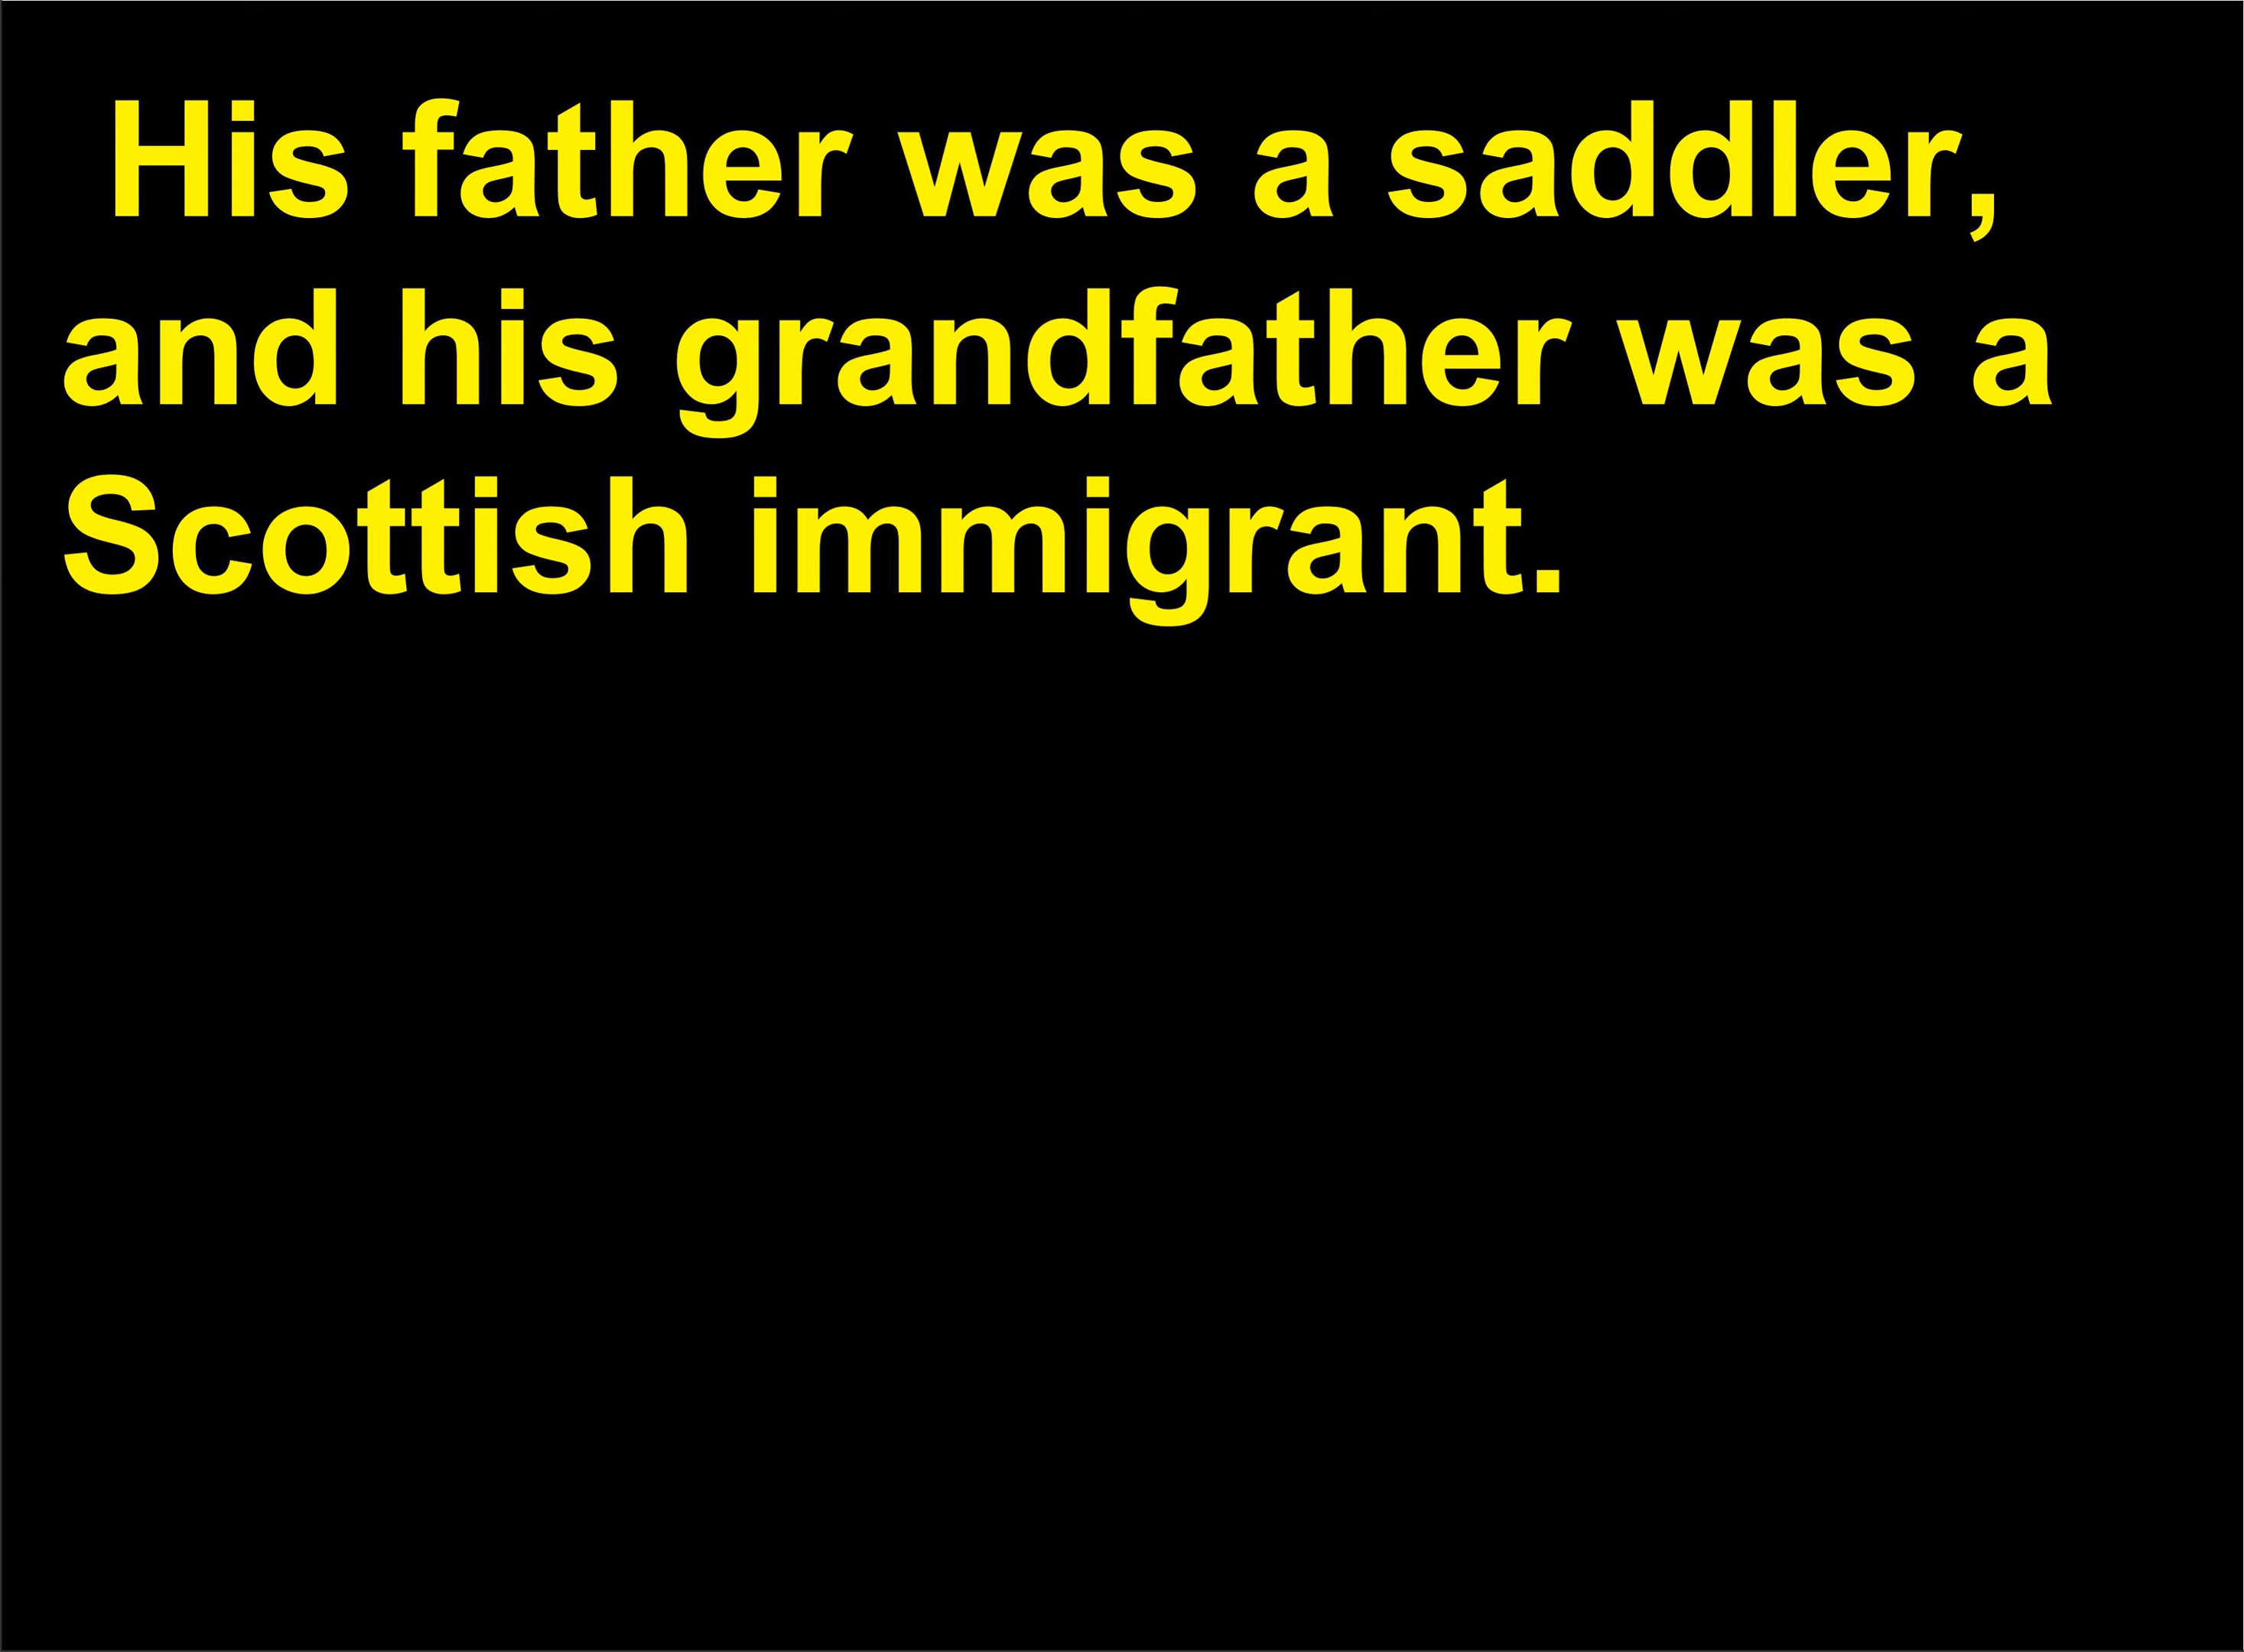 His father was a saddler,
and his grandfather was a
Scottish immigrant.